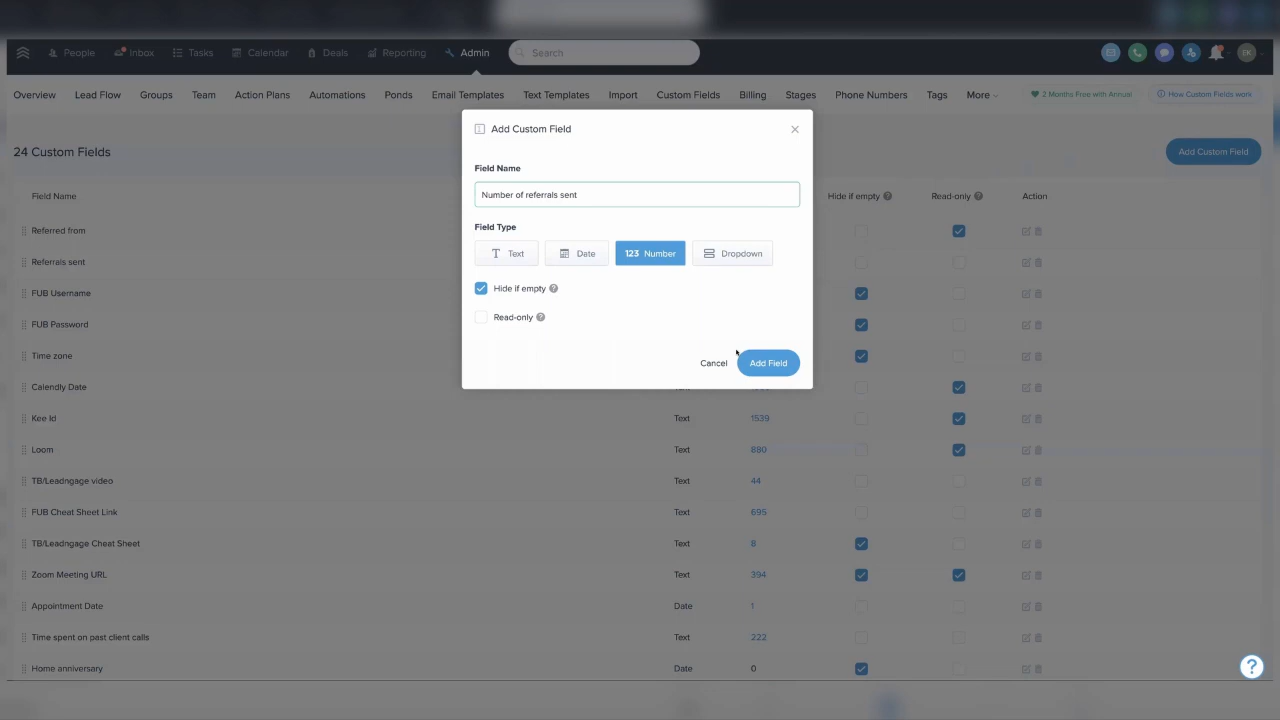 People Inbox Tasks Calendar Deals Reporting Admin Search EK
Overview Lead Flow Groups Team Action Plans Automations Ponds Email Templates Text Templates Import Custom Fields Billing Stages Phone Numbers Tags More 2 Months Free with Annual How Custom Fields work
Add Custom Field
24 Custom Fields Add Custom Field
Field Name
Field Name Hide if empty Read-only Action
Number of referrals sent
Field Type
Referred from
Text Date 123 Number Dropdown
Referrals sent
Hide if empty
FUB Username
Read-only
FUB Password
Time zone
Cancel Add Field
Calendly Date
Kee Id Text 1539
Loom Text 880
TB/Leadngage video Text 44
FUB Cheat Sheet Link Text 695
TB/Leadngage Cheat Sheet Text 8
Zoom Meeting URL Text 394
Appointment Date Date 1
Time spent on past client calls Text 222
Home anniversary Date 0